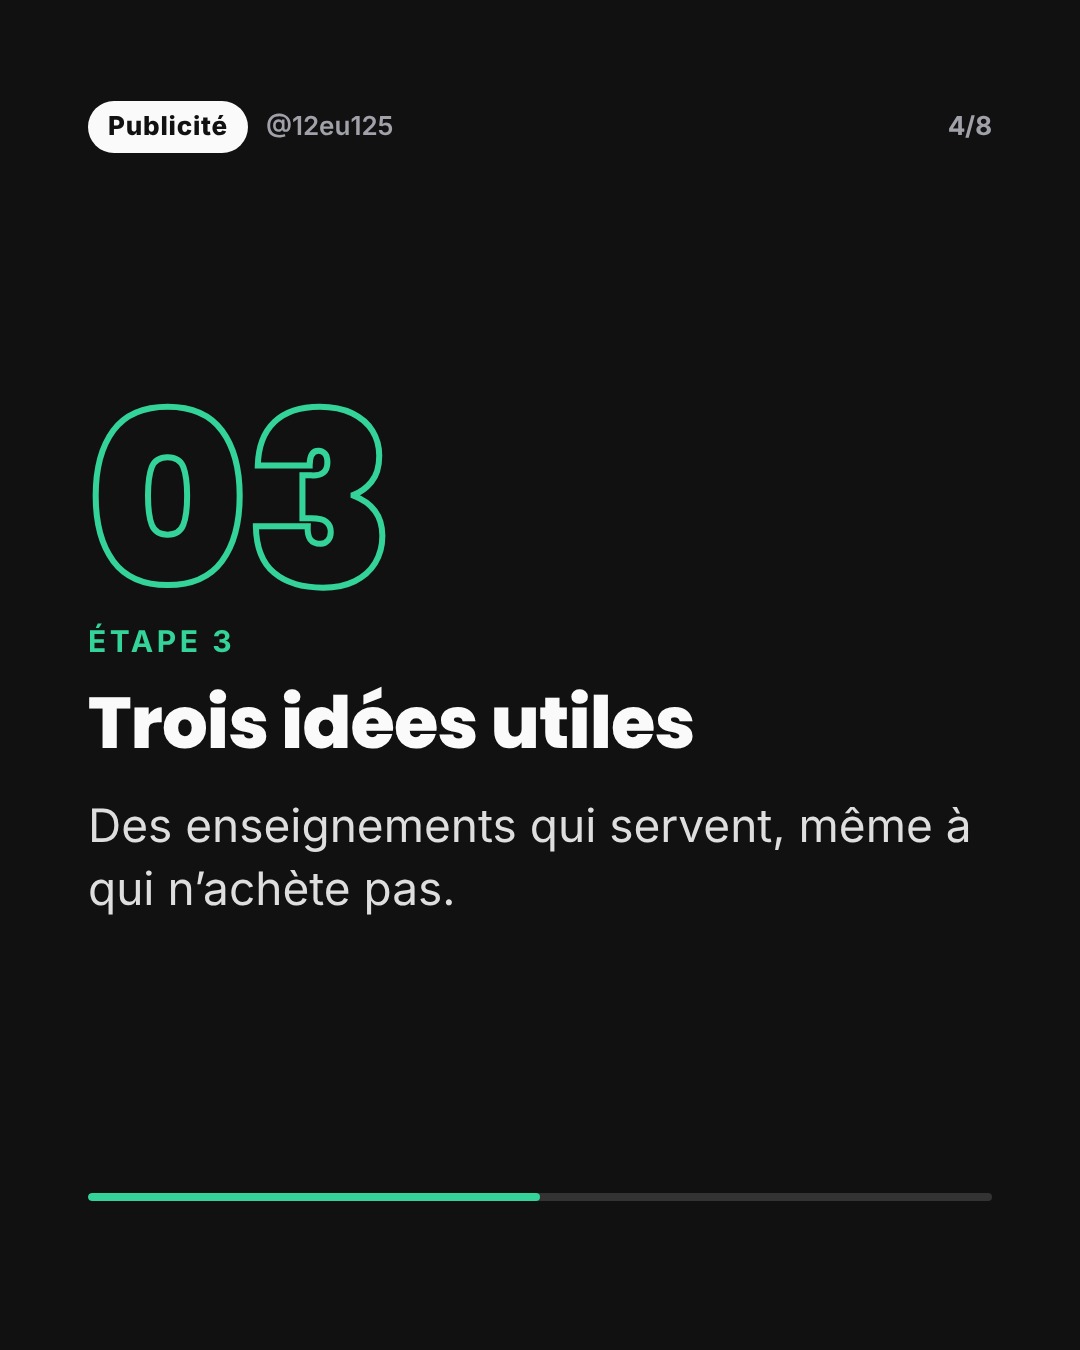 Publicité @12eu125 4/8
03
ÉTAPE 3
Trois idées utiles
Des enseignements qui servent, même à
qui n’achète pas.